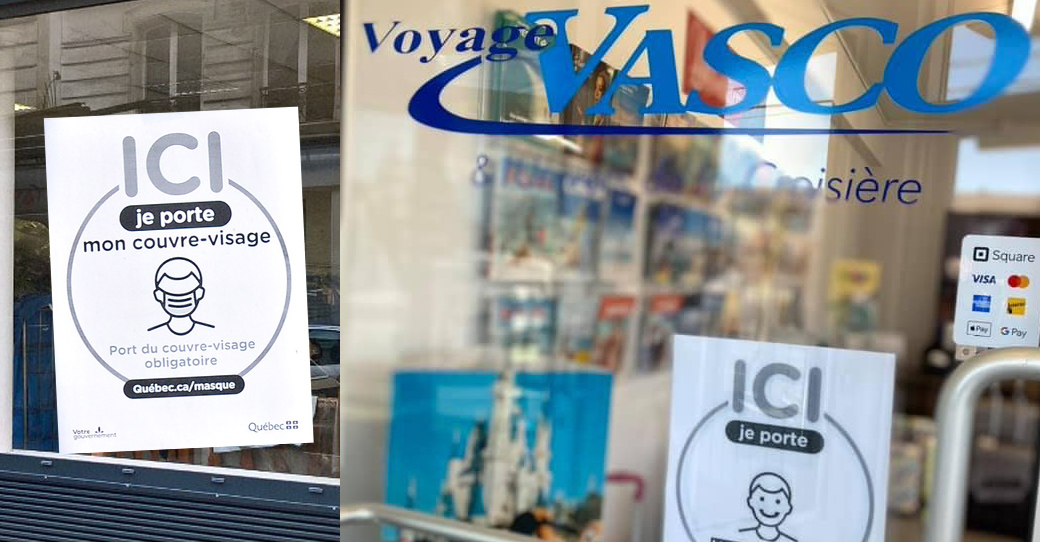 ICI
je porte
mon couvre-visage
Port du couvre-visage
obligatoire
Québec.ca/masque
Votre
gouvernement
Québec
Voyage VASCO
& Croisière
Square
VISA
Pay
G Pay
ICI
je porte